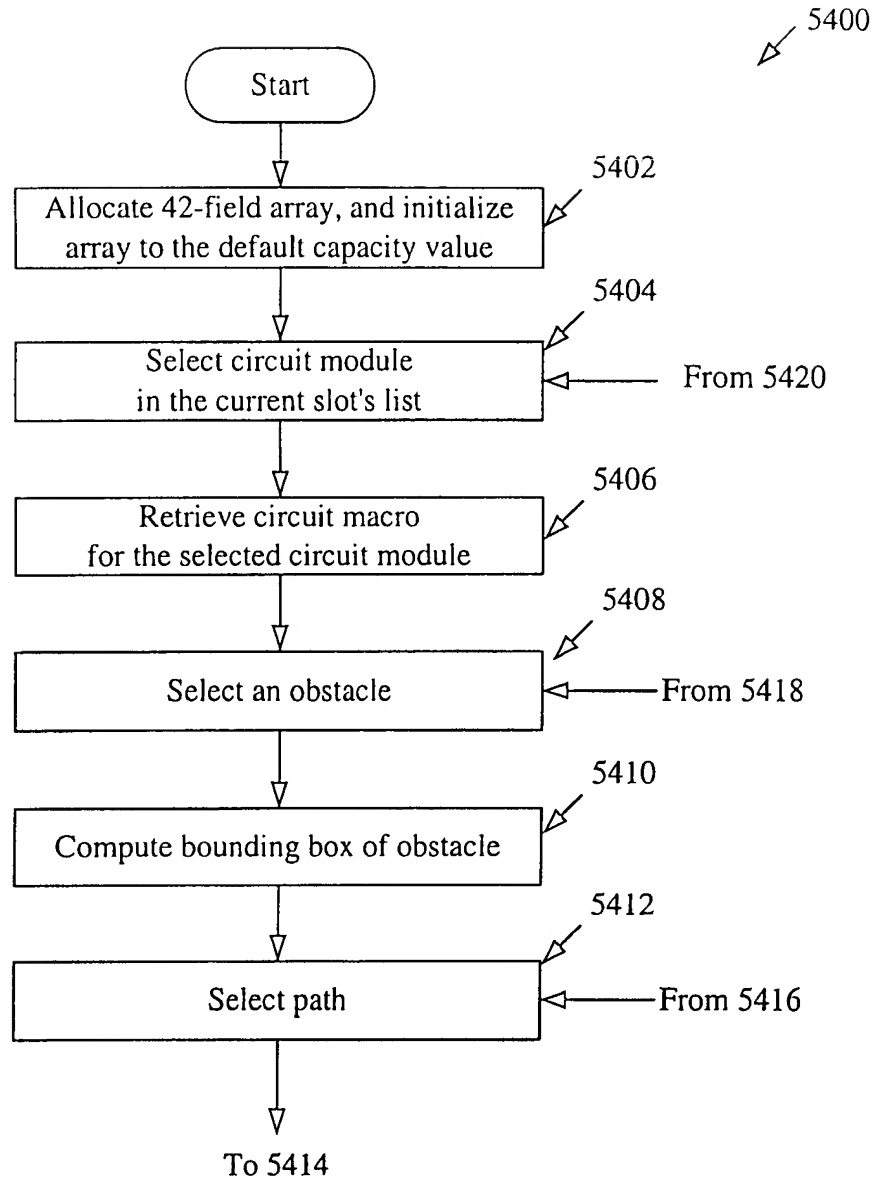 5400
Start
5402
Allocate 42-field array, and initialize
array to the default capacity value
5404
Select circuit module
in the current slot's list
From 5420
5406
Retrieve circuit macro
for the selected circuit module
5408
Select an obstacle
From 5418
5410
Compute bounding box of obstacle
5412
Select path
From 5416
To 5414